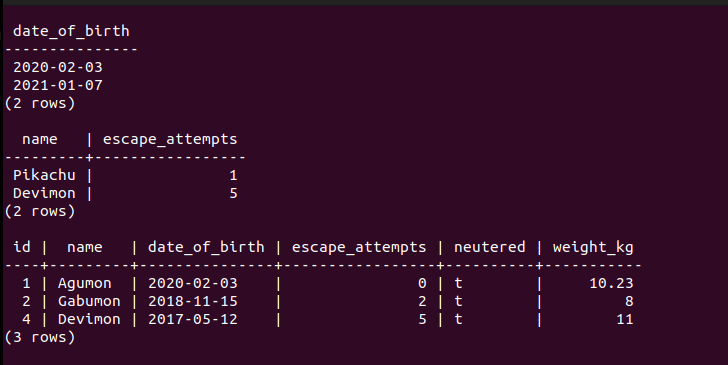 date_of_birth
---------------
 2020-02-03
 2021-01-07
(2 rows)

  name   | escape_attempts
---------+-----------------
 Pikachu |               1
 Devimon |               5
(2 rows)

 id |  name   | date_of_birth | escape_attempts | neutered | weight_kg
----+---------+---------------+-----------------+----------+-----------
  1 | Agumon  | 2020-02-03    |               0 | t        |     10.23
  2 | Gabumon | 2018-11-15    |               2 | t        |         8
  4 | Devimon | 2017-05-12    |               5 | t        |        11
(3 rows)